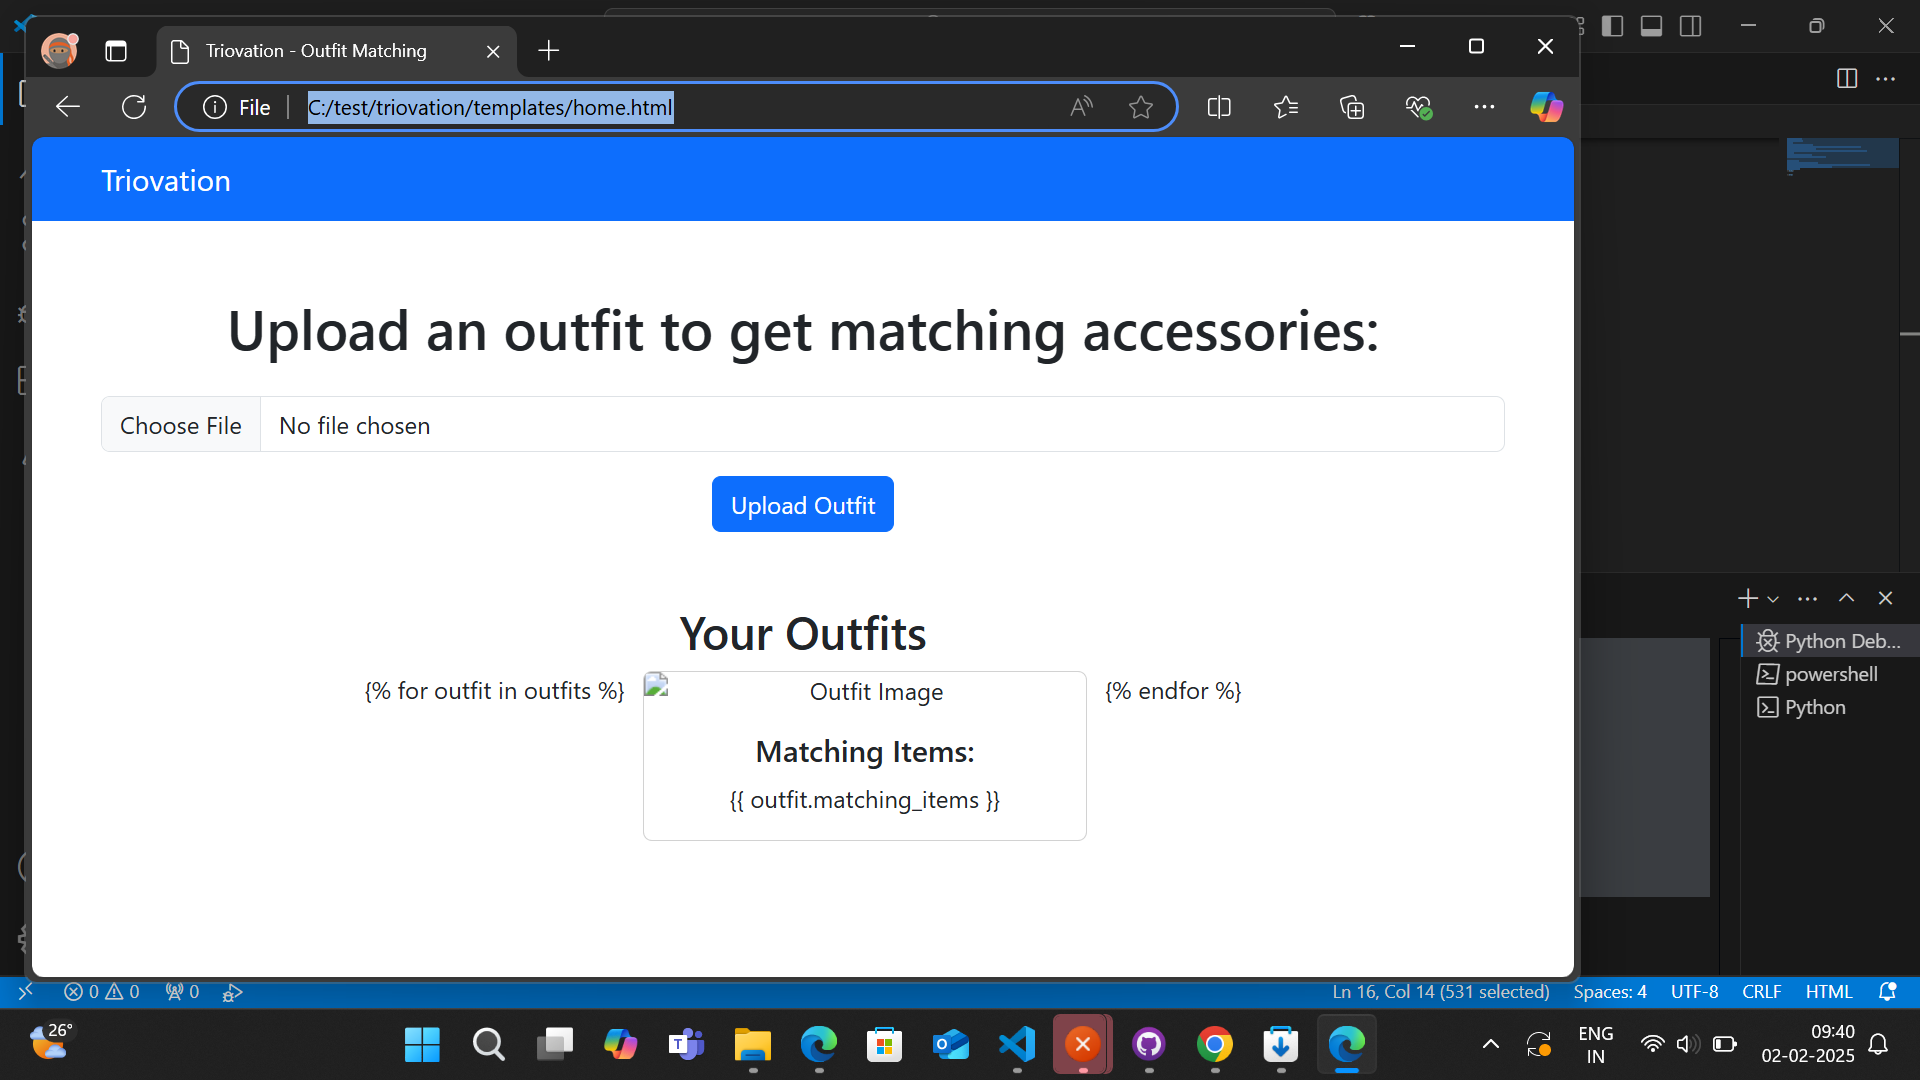 Triovation - Outfit Matching
File
C:/test/triovation/templates/home.html
Triovation
Upload an outfit to get matching accessories:
Choose File No file chosen
Upload Outfit
Your Outfits
{% for outfit in outfits %} Outfit Image {% endfor %}
Matching Items:
{{ outfit.matching_items }}
Python Deb...
powershell
Python
0 0 0
Ln 16, Col 14 (531 selected) Spaces: 4 UTF-8 CRLF HTML
26°
ENG
IN
09:40
02-02-2025